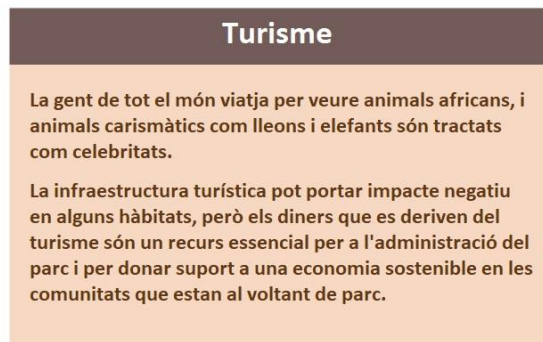 Turisme
La gent de tot el món viatja per veure animals africans, i
animals carismàtics com lleons i elefants són tractats
com celebritats.
La infraestructura turística pot portar impacte negatiu
en alguns hàbitats, però els diners que es deriven del
turisme són un recurs essencial per a l'administració del
parc i per donar suport a una economia sostenible en les
comunitats que estan al voltant de parc.